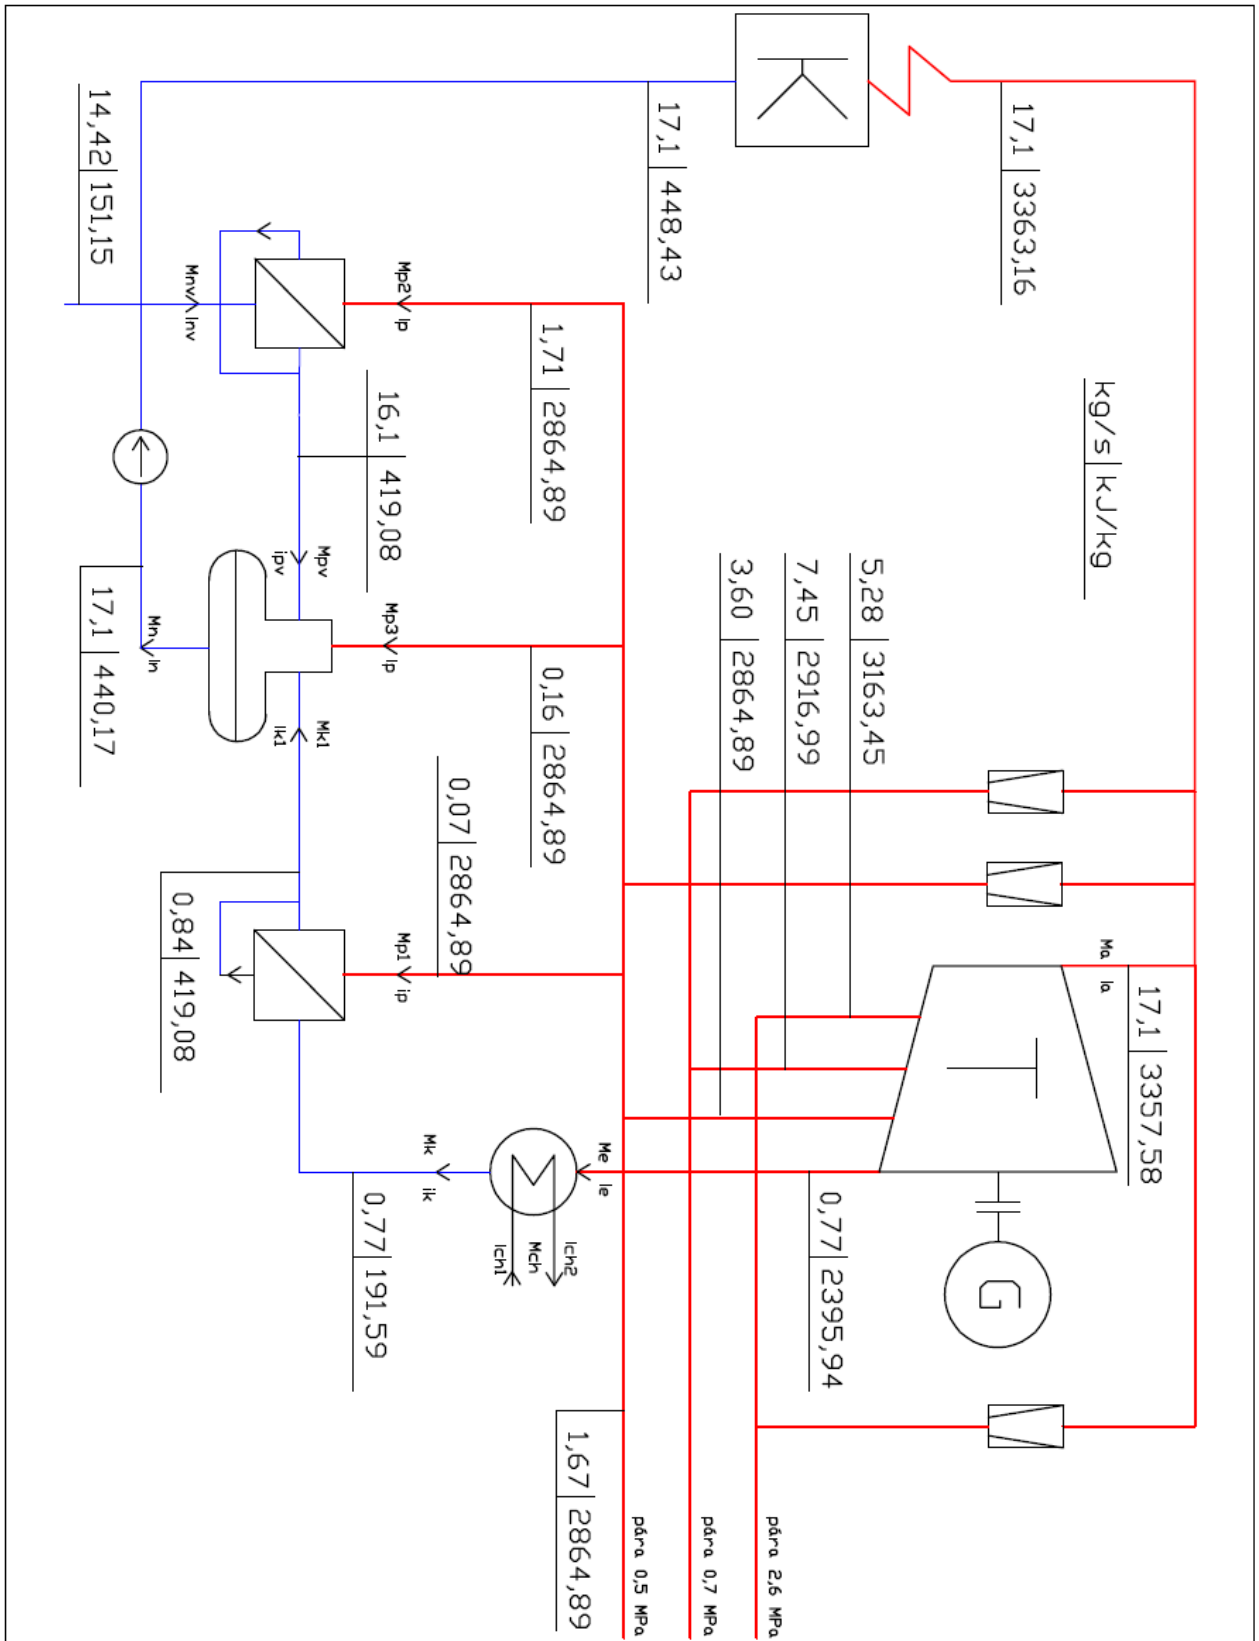 K
17,1 | 3363,16
17,1 | 448,43
14,42 | 151,15
Mnv
Inv
Mp2
Ip
1,71 | 2864,89
kg/s | kJ/kg
16,1 | 419,08
Mpv
ipv
Mp3
Ip
0,16 | 2864,89
5,28 | 3163,45
7,45 | 2916,99
3,60 | 2864,89
Mn
In
17,1 | 440,17
Mk1
ik1
0,07 | 2864,89
0,84 | 419,08
Mp1
ip
Ma
Ia
17,1 | 3357,58
T
G
Me
Ie
0,77 | 2395,94
Mk
ik
0,77 | 191,59
Ich1
Mch
Ich2
1,67 | 2864,89
pára 0,5 MPa
pára 0,7 MPa
pára 2,6 MPa